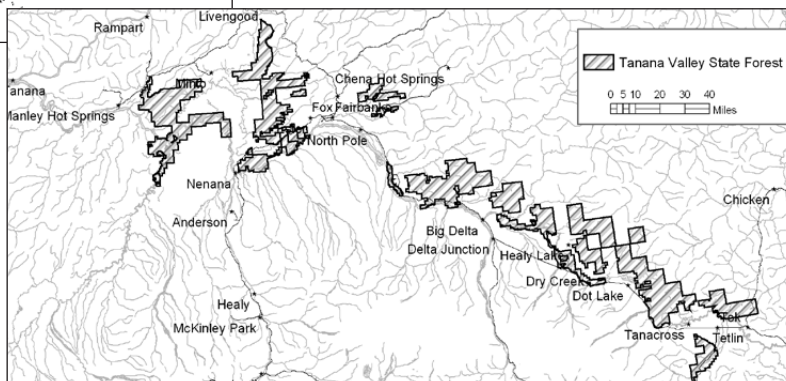 Livengood
Rampart
Tanana Valley State Forest
0 5 10 20 30 40
Miles
Chena Hot Springs
anana
Manley Hot Springs
Fox
Fairbanks
North Pole
Nenana
Chicken
Anderson
Big Delta
Delta Junction
Healy Lake
Dry Creek
Dot Lake
Healy
McKinley Park
Tok
Tanacross
Tetlin